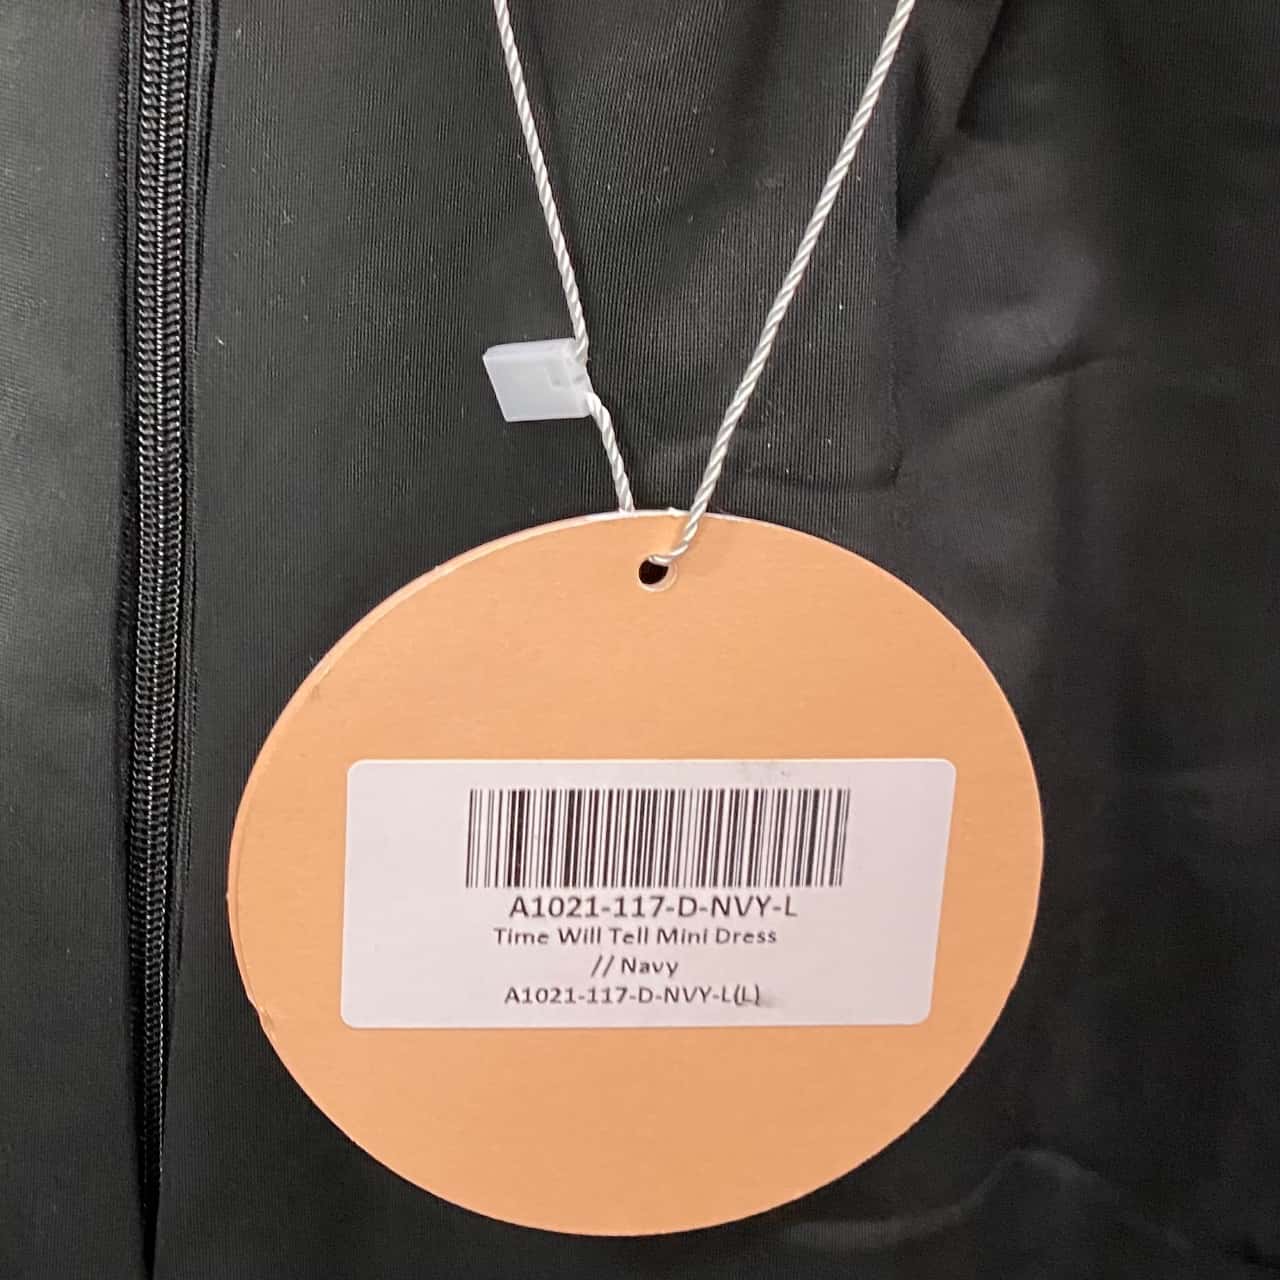 A1021-117-D-NVY-L
Time Will Tell Mini Dress
// Navy
A1021-117-D-NVY-L(L)